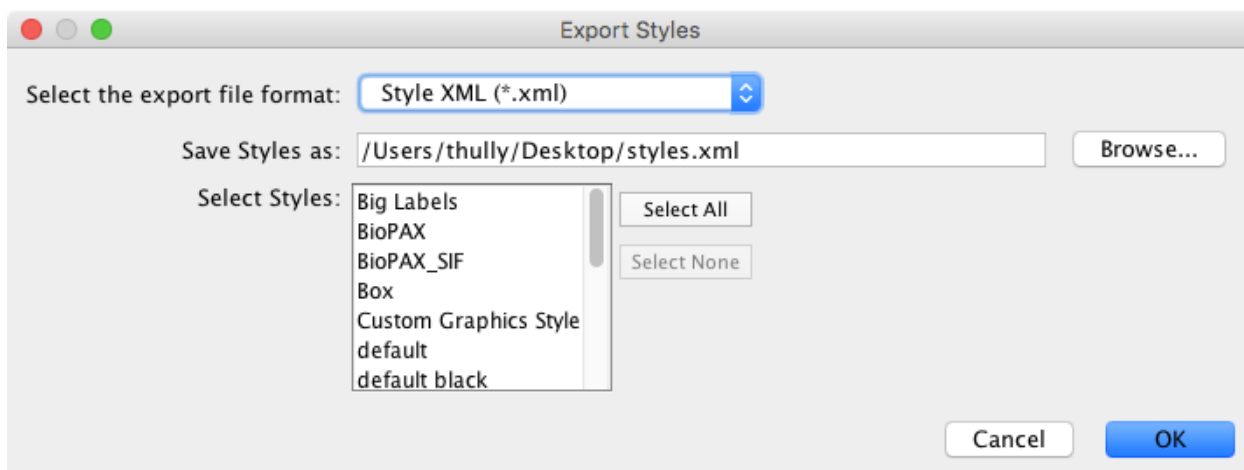 Export Styles
Select the export file format: Style XML (*.xml)
Save Styles as: /Users/thully/Desktop/styles.xml Browse...
Select Styles: Big Labels Select All
BioPAX
BioPAX_SIF Select None
Box
Custom Graphics Style
default
default black
Cancel OK